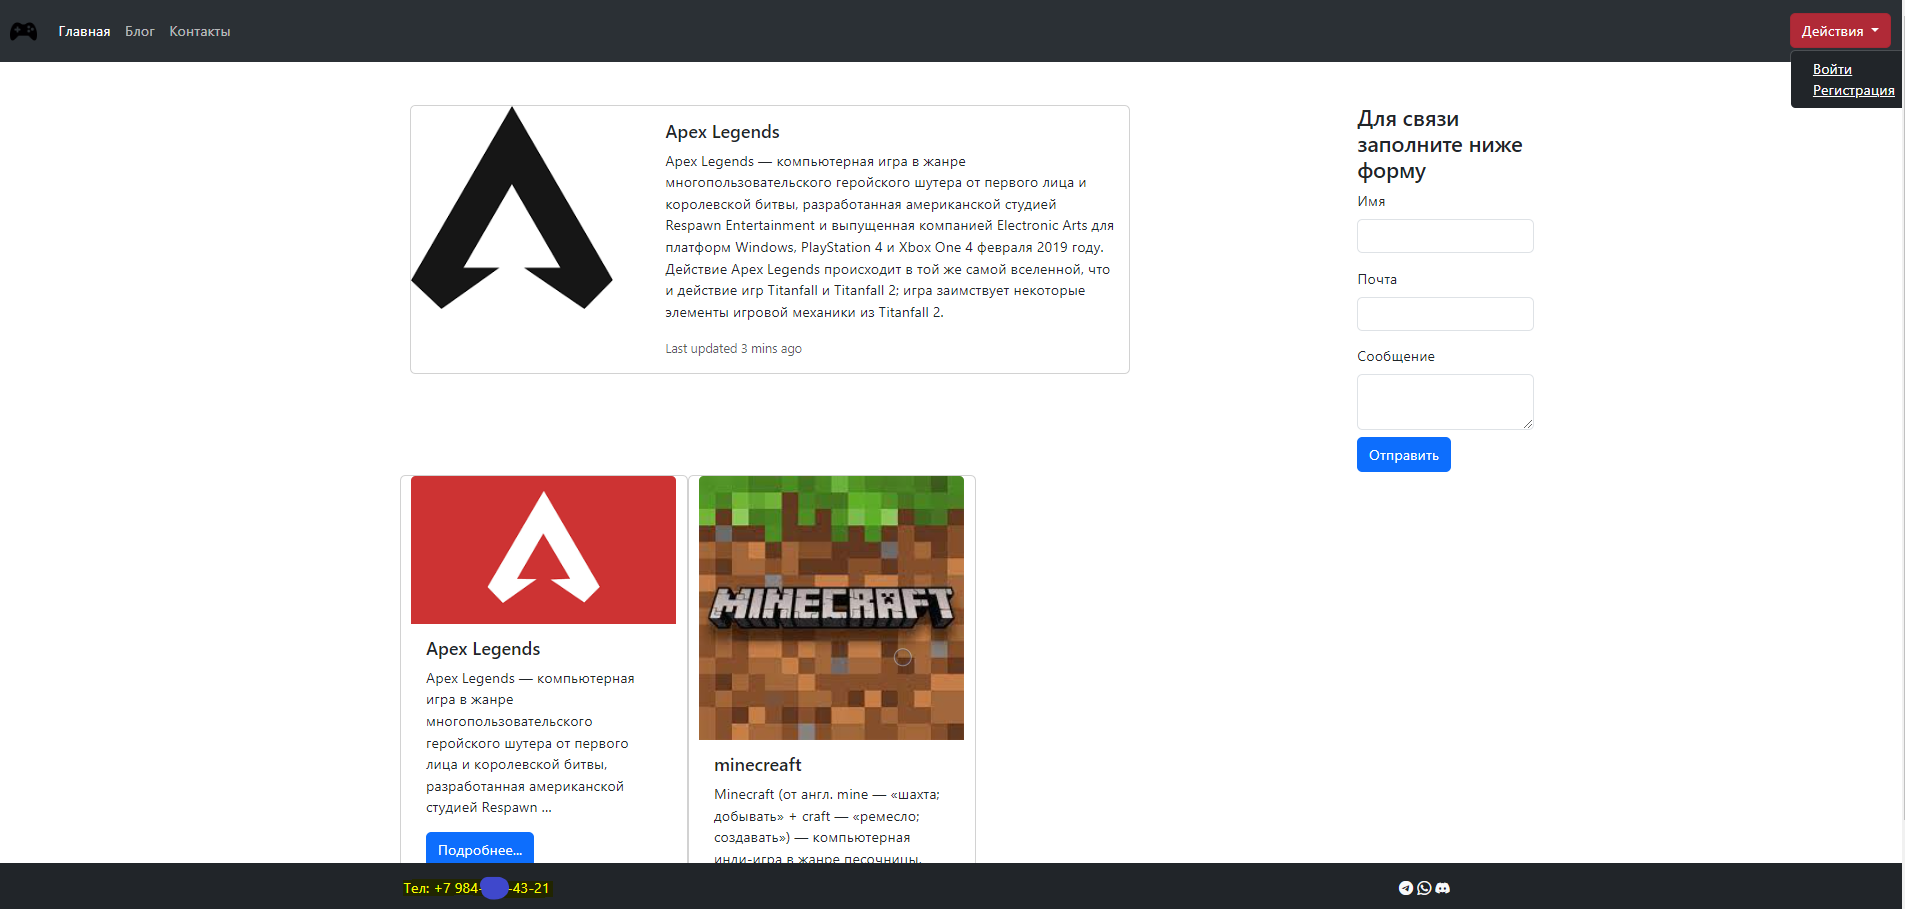 Главная Блог Контакты
Действия
Войти
Регистрация
Apex Legends
Apex Legends — компьютерная игра в жанре
многопользовательского геройского шутера от первого лица и
королевской битвы, разработанная американской студией
Respawn Entertainment и выпущенная компанией Electronic Arts для
платформ Windows, PlayStation 4 и Xbox One 4 февраля 2019 году.
Действие Apex Legends происходит в той же самой вселенной, что
и действие игр Titanfall и Titanfall 2; игра заимствует некоторые
элементы игровой механики из Titanfall 2.
Last updated 3 mins ago
Для связи
заполните ниже
форму
Имя
Почта
Сообщение
Отправить
Apex Legends
Apex Legends — компьютерная
игра в жанре
многопользовательского
геройского шутера от первого
лица и королевской битвы,
разработанная американской
студией Respawn ...
Подробнее...
MINECRAFT
minecreaft
Minecraft (от англ. mine — «шахта;
добывать» + craft — «ремесло;
создавать») — компьютерная
инди-игра в жанре песочницы,
Тел: +7 984- -43-21